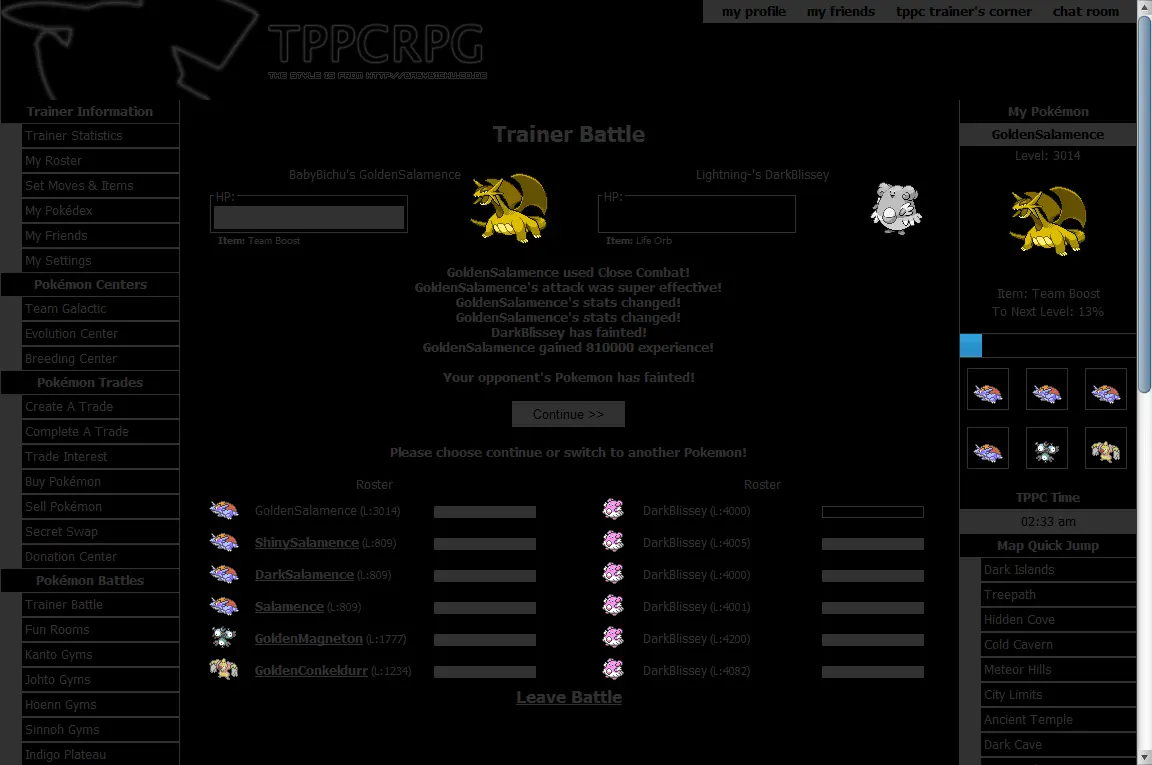 my profile my friends tppc trainer's corner chat room
TPPCRPG
THE STYLE IS FROM HTTP://BABYBICHU.CO.DE
Trainer Information
Trainer Statistics
My Roster
Set Moves & Items
My Pokédex
My Friends
My Settings
Pokémon Centers
Team Galactic
Evolution Center
Breeding Center
Pokémon Trades
Create A Trade
Complete A Trade
Trade Interest
Buy Pokémon
Sell Pokémon
Secret Swap
Donation Center
Pokémon Battles
Trainer Battle
Fun Rooms
Kanto Gyms
Johto Gyms
Hoenn Gyms
Sinnoh Gyms
Indigo Plateau
Trainer Battle
BabyBichu's GoldenSalamence
HP:
Item: Team Boost
Lightning-'s DarkBlissey
HP:
Item: Life Orb
GoldenSalamence used Close Combat!
GoldenSalamence's attack was super effective!
GoldenSalamence's stats changed!
GoldenSalamence's stats changed!
DarkBlissey has fainted!
GoldenSalamence gained 810000 experience!
Your opponent's Pokemon has fainted!
Continue >>
Please choose continue or switch to another Pokemon!
Roster
GoldenSalamence (L:3014)
ShinySalamence (L:809)
DarkSalamence (L:809)
Salamence (L:809)
GoldenMagneton (L:1777)
GoldenConkeldurr (L:1234)
Roster
DarkBlissey (L:4000)
DarkBlissey (L:4005)
DarkBlissey (L:4000)
DarkBlissey (L:4001)
DarkBlissey (L:4200)
DarkBlissey (L:4082)
Leave Battle
My Pokémon
GoldenSalamence
Level: 3014
Item: Team Boost
To Next Level: 13%
TPPC Time
02:33 am
Map Quick Jump
Dark Islands
Treepath
Hidden Cove
Cold Cavern
Meteor Hills
City Limits
Ancient Temple
Dark Cave